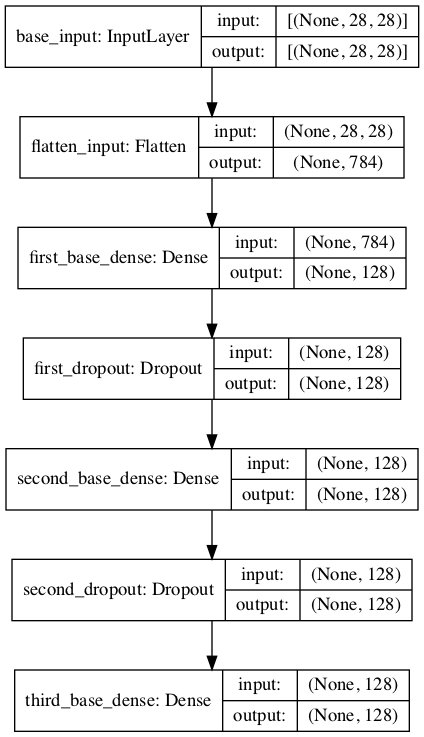 base_input: InputLayer
input: [(None, 28, 28)]
output: [(None, 28, 28)]
flatten_input: Flatten
input: (None, 28, 28)
output: (None, 784)
first_base_dense: Dense
input: (None, 784)
output: (None, 128)
first_dropout: Dropout
input: (None, 128)
output: (None, 128)
second_base_dense: Dense
input: (None, 128)
output: (None, 128)
second_dropout: Dropout
input: (None, 128)
output: (None, 128)
third_base_dense: Dense
input: (None, 128)
output: (None, 128)